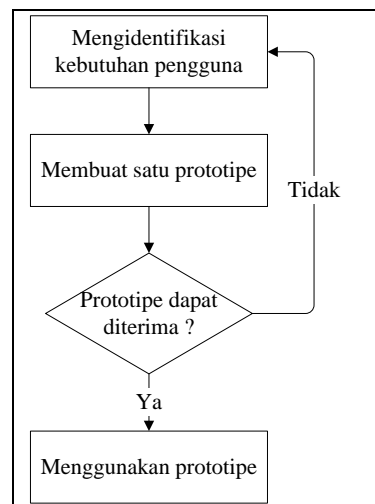 Mengidentifikasi
kebutuhan pengguna
Membuat satu prototipe
Tidak
Prototipe dapat
diterima ?
Ya
Menggunakan prototipe